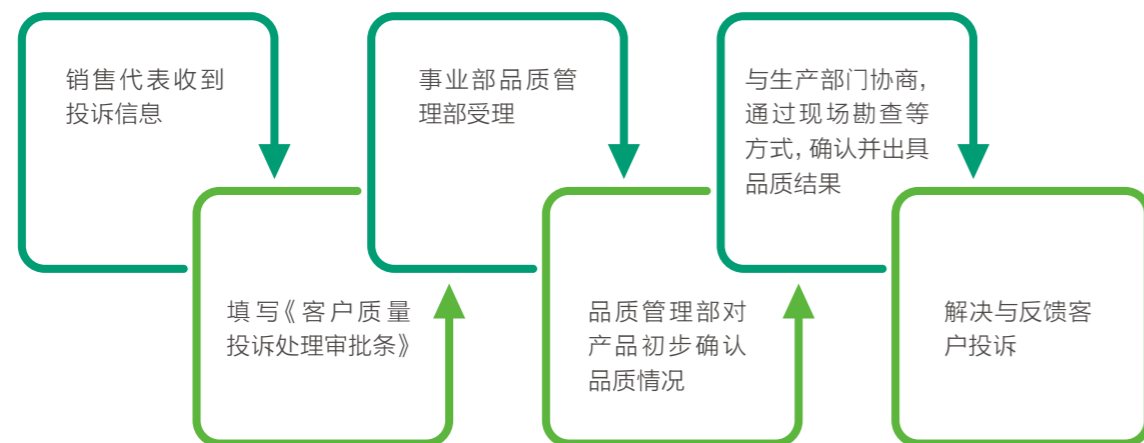 销售代表收到
投诉信息
填写《客户质量
投诉处理审批条》
事业部品质管
理部受理
品质管理部对
产品初步确认
品质情况
与生产部门协商，
通过现场勘查等
方式，确认并出具
品质结果
解决与反馈客
户投诉